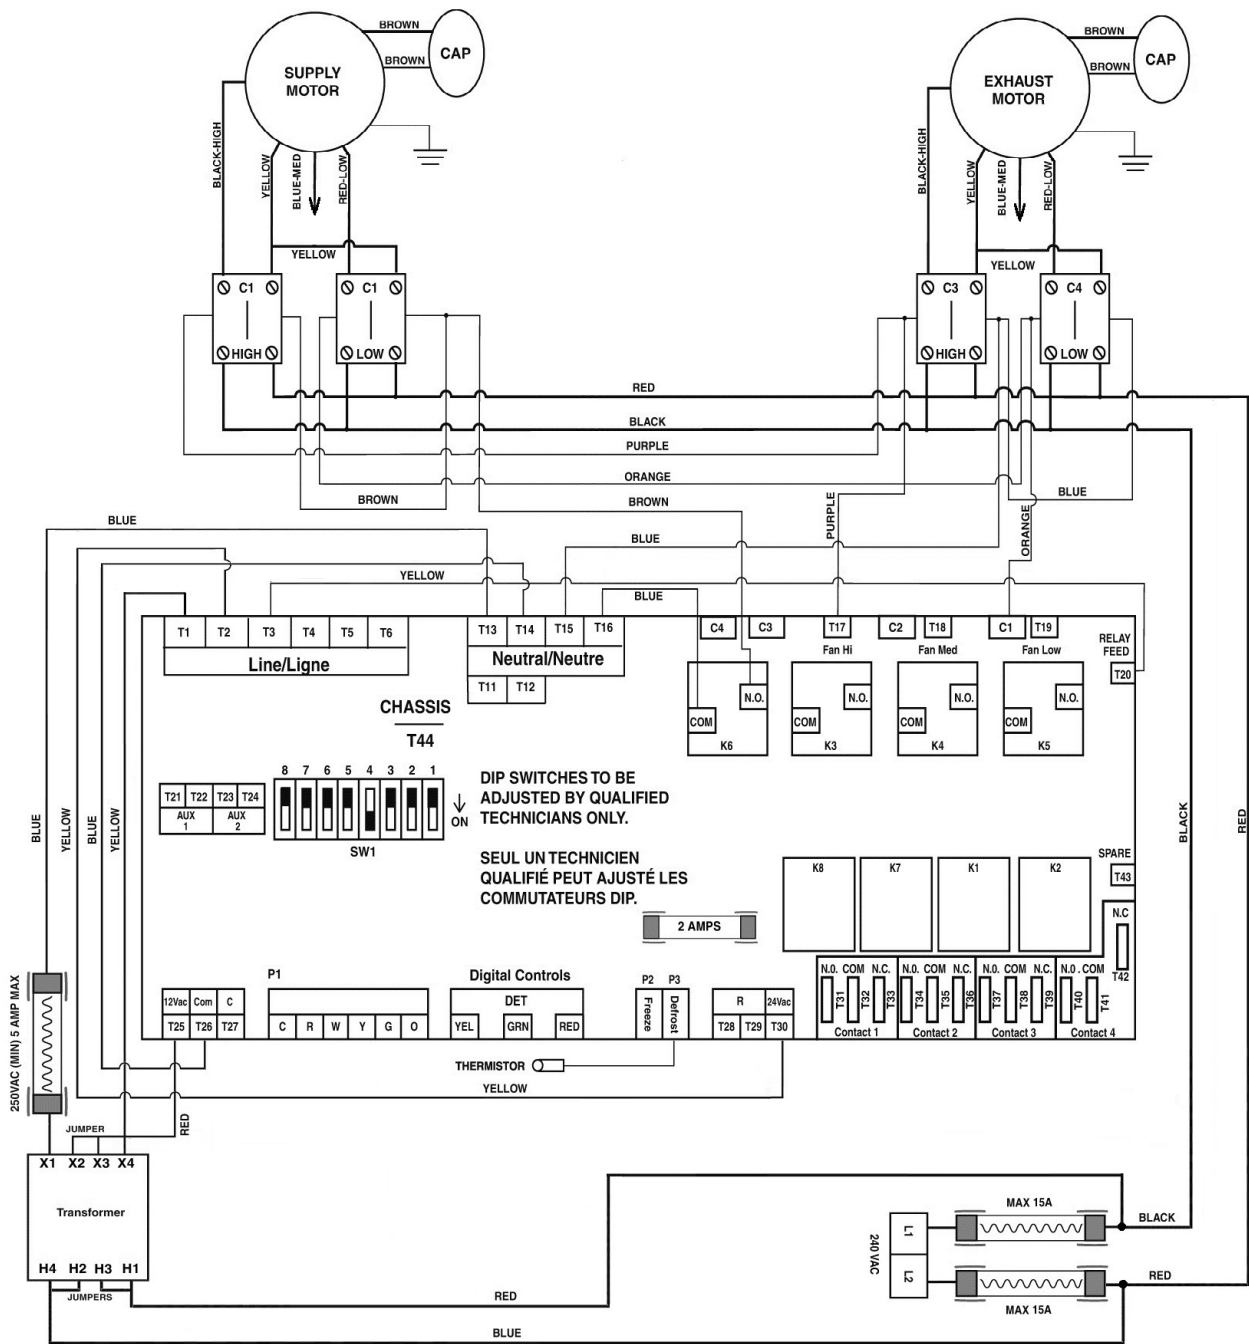 BROWN
BROWN
CAP
SUPPLY
MOTOR
BLACK-HIGH
YELLOW
BLUE-MED
RED-LOW
YELLOW
BROWN
BROWN
CAP
EXHAUST
MOTOR
BLACK-HIGH
YELLOW
BLUE-MED
RED-LOW
YELLOW
C1
HIGH
C1
LOW
C3
HIGH
C4
LOW
RED
BLACK
PURPLE
ORANGE
BROWN
BROWN
BLUE
PURPLE
ORANGE
BLUE
BLUE
YELLOW
BLUE
T1 T2 T3 T4 T5 T6
Line/Ligne
T13 T14 T15 T16
Neutral/Neutre
T11 T12
C4 C3 T17 C2 T18 C1 T19
Fan Hi Fan Med Fan Low
RELAY
FEED
T20
N.O.
COM
K6
N.O.
COM
K3
N.O.
COM
K4
N.O.
COM
K5
CHASSIS
T44
8 7 6 5 4 3 2 1
ON
SW1
T21 T22 T23 T24
AUX
1
AUX
2
DIP SWITCHES TO BE
ADJUSTED BY QUALIFIED
TECHNICIANS ONLY.
SEUL UN TECHNICIEN
QUALIFIÉ PEUT AJUSTÉ LES
COMMUTATEURS DIP.
2 AMPS
BLUE
YELLOW
BLUE
YELLOW
BLACK
RED
K8 K7 K1 K2
SPARE
T43
N.C
T42
N.0. COM N.C.
T31 T32 T33
Contact 1
N.0. COM N.C.
T34 T35 T36
Contact 2
N.0. COM N.C.
T37 T38 T39
Contact 3
N.0. COM
T40 T41
Contact 4
12Vac Com C
T25 T26 T27
P1
C R W Y G O
Digital Controls
DET
YEL GRN RED
P2 P3
Freeze
Defrost
R 24Vac
T28 T29 T30
THERMISTOR
YELLOW
250VAC (MIN) 5 AMP MAX
JUMPER
RED
X1 X2 X3 X4
Transformer
H4 H2 H3 H1
JUMPERS
RED
BLUE
240 VAC
L1
L2
MAX 15A
BLACK
RED
MAX 15A